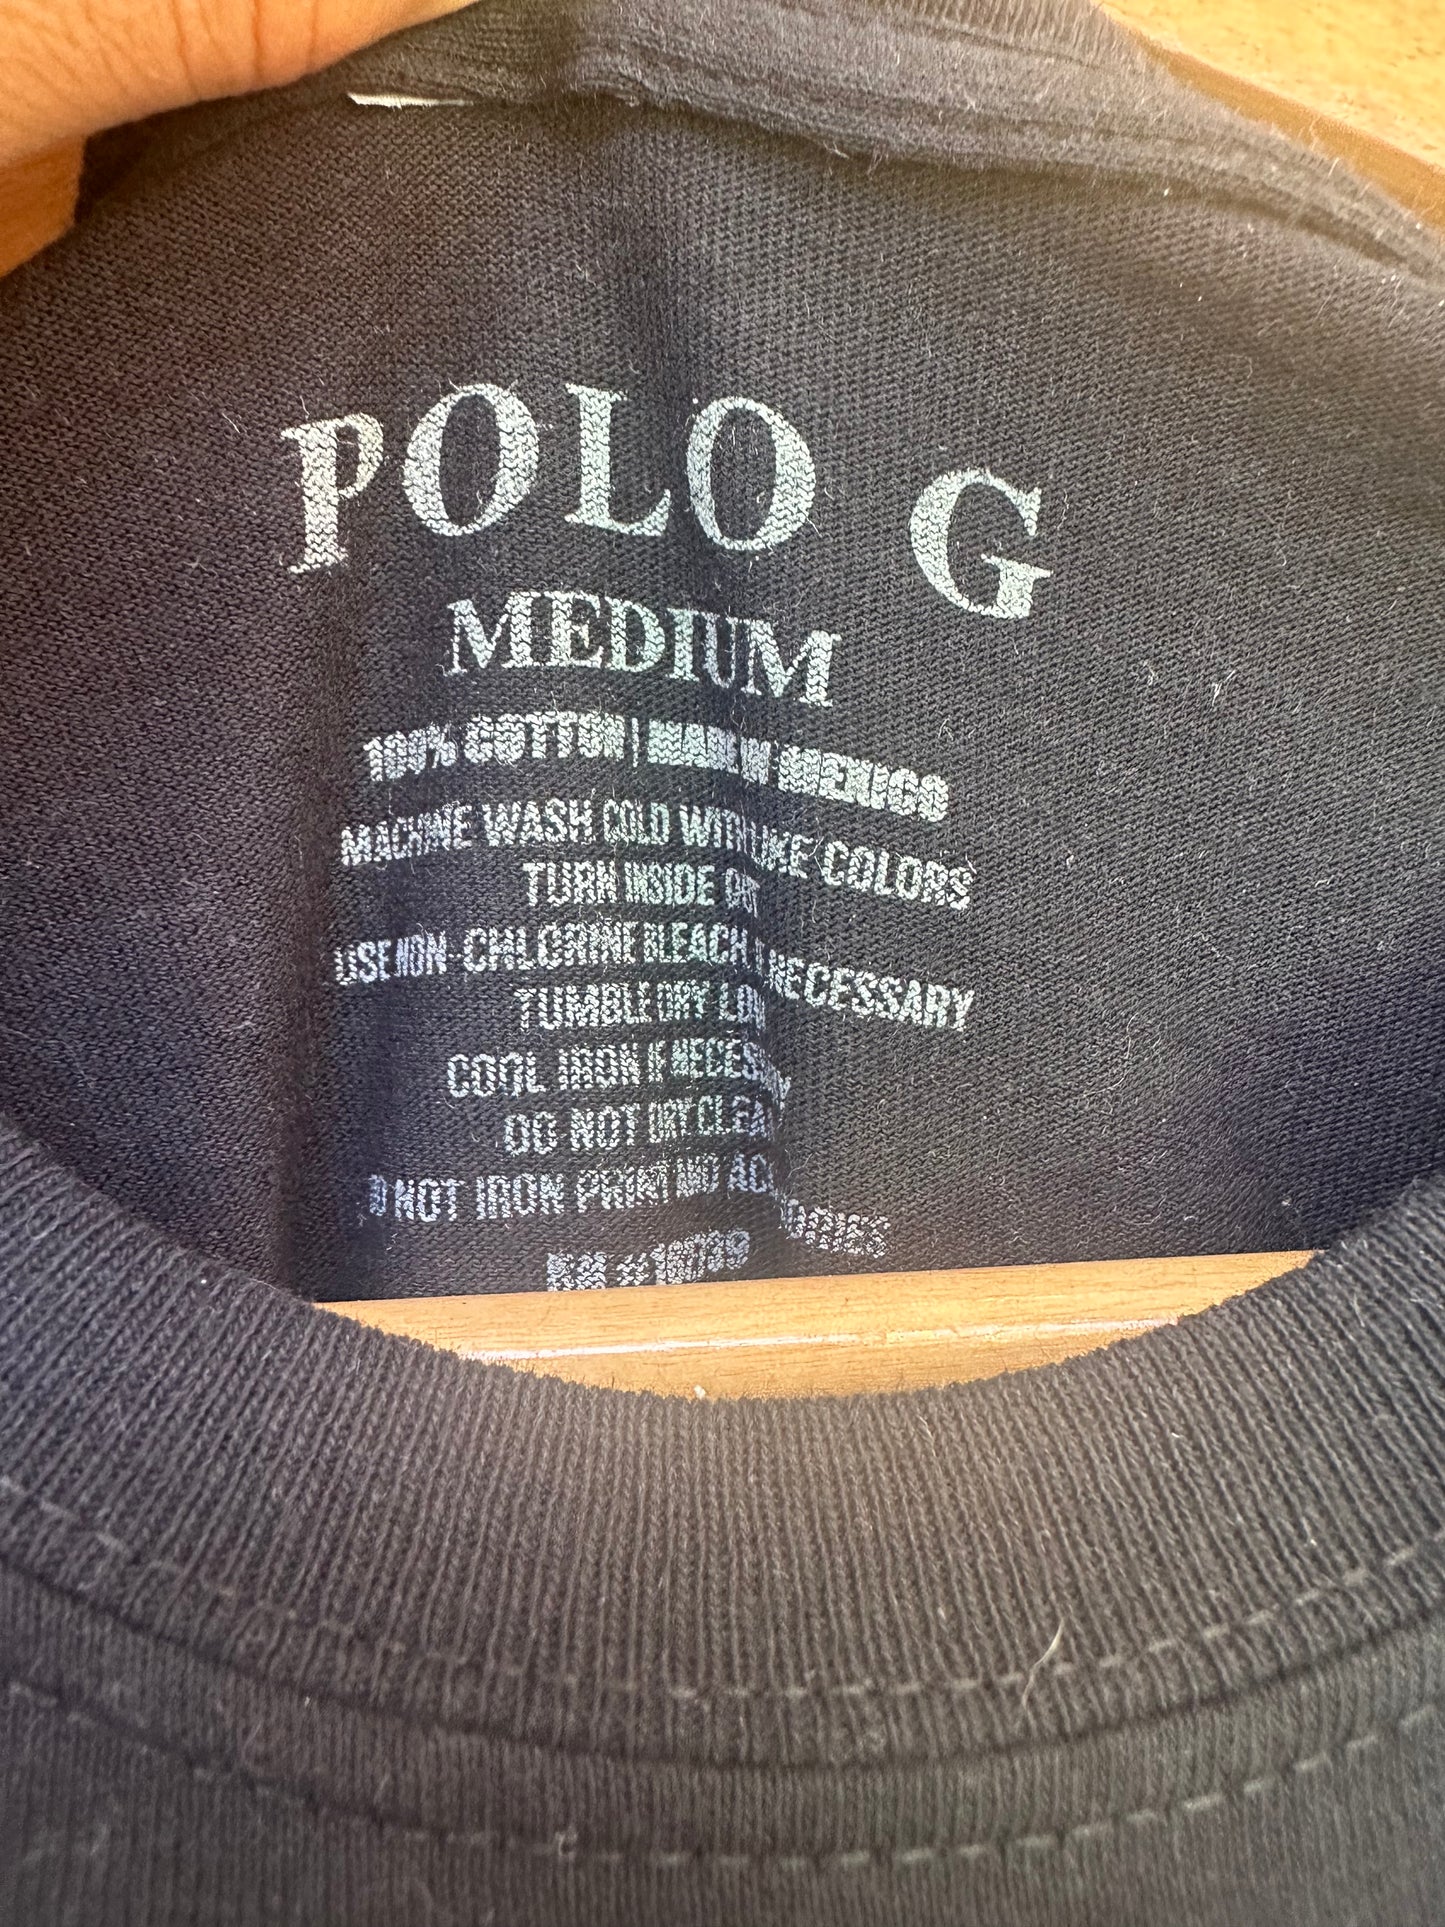 POLO G
MEDIUM
100% COTTON | MADE IN MEXICO
MACHINE WASH COLD WITH LIKE COLORS
TURN INSIDE OUT
USE NON-CHLORINE BLEACH IF NECESSARY
TUMBLE DRY LOW
COOL IRON IF NECESSARY
DO NOT DRY CLEAN
DO NOT IRON PRINT AND ACCESSORIES